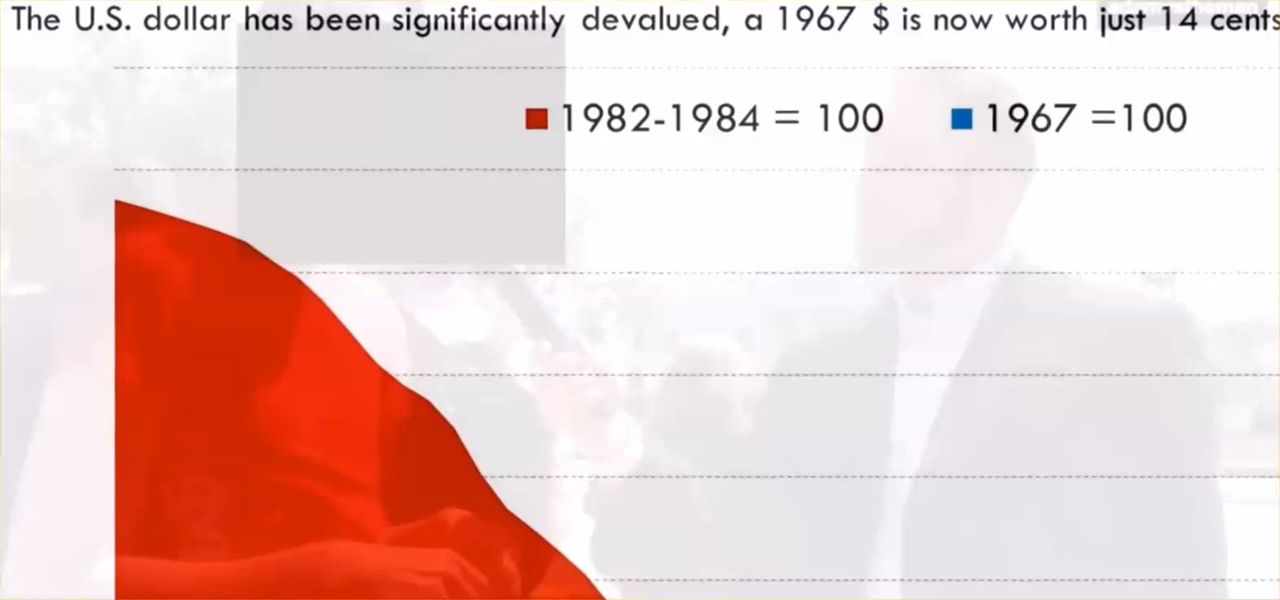 The U.S. dollar has been significantly devalued, a 1967 $ is now worth just 14 cents
1982-1984 = 100
1967 =100